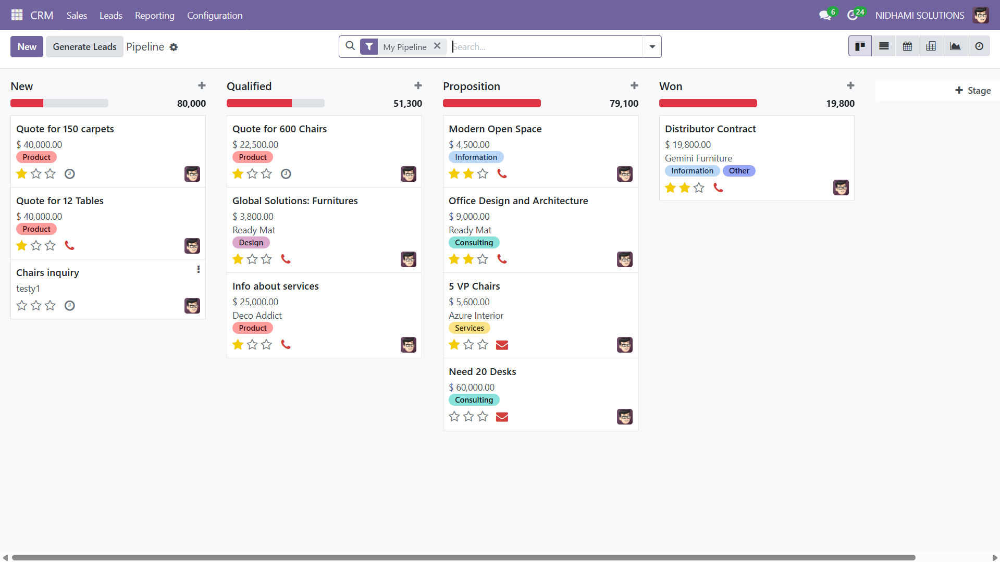 CRM Sales Leads Reporting Configuration 6 24 NIDHAMI SOLUTIONS
New Generate Leads Pipeline My Pipeline Search...
New 80,000
Quote for 150 carpets
$ 40,000.00
Product
Quote for 12 Tables
$ 40,000.00
Product
Chairs inquiry
testy1
Qualified 51,300
Quote for 600 Chairs
$ 22,500.00
Product
Global Solutions: Furnitures
$ 3,800.00
Ready Mat
Design
Info about services
$ 25,000.00
Deco Addict
Product
Proposition 79,100
Modern Open Space
$ 4,500.00
Information
Office Design and Architecture
$ 9,000.00
Ready Mat
Consulting
5 VP Chairs
$ 5,600.00
Azure Interior
Services
Need 20 Desks
$ 60,000.00
Consulting
Won 19,800
Distributor Contract
$ 19,800.00
Gemini Furniture
Information Other
Stage